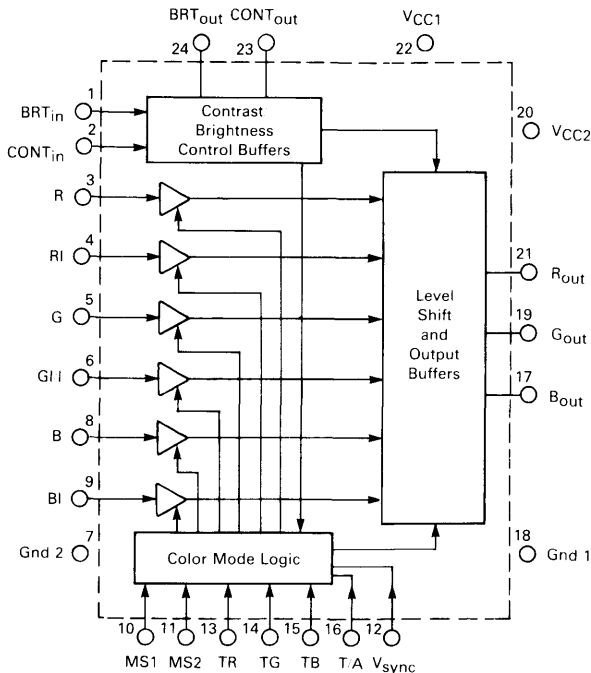 BRTout CONTout VCC1
24 23 22
1
BRTin
2
CONTin
Contrast
Brightness
Control Buffers
20
VCC2
3
R
4
RI
5
G
6
GII
8
B
9
BI
7
Gnd 2
Level
Shift
and
Output
Buffers
21
Rout
19
Gout
17
Bout
18
Gnd 1
Color Mode Logic
10 11 13 14 15 16 12
MS1 MS2 TR TG TB T/A Vsync